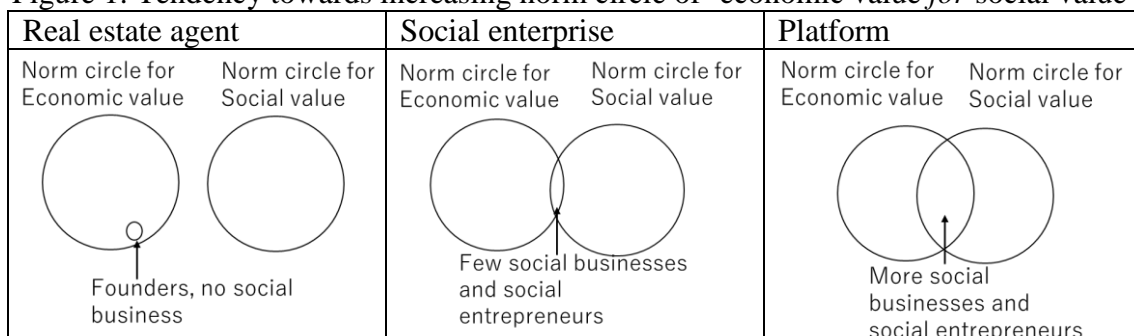 Figure 1: Tendency towards increasing norm circle of 'economic value for social value'
Real estate agent
Norm circle for
Economic value
Norm circle for
Social value
Founders, no social
business
Social enterprise
Norm circle for
Economic value
Norm circle for
Social value
Few social businesses
and social
entrepreneurs
Platform
Norm circle for
Economic value
Norm circle for
Social value
More social
businesses and
social entrepreneurs